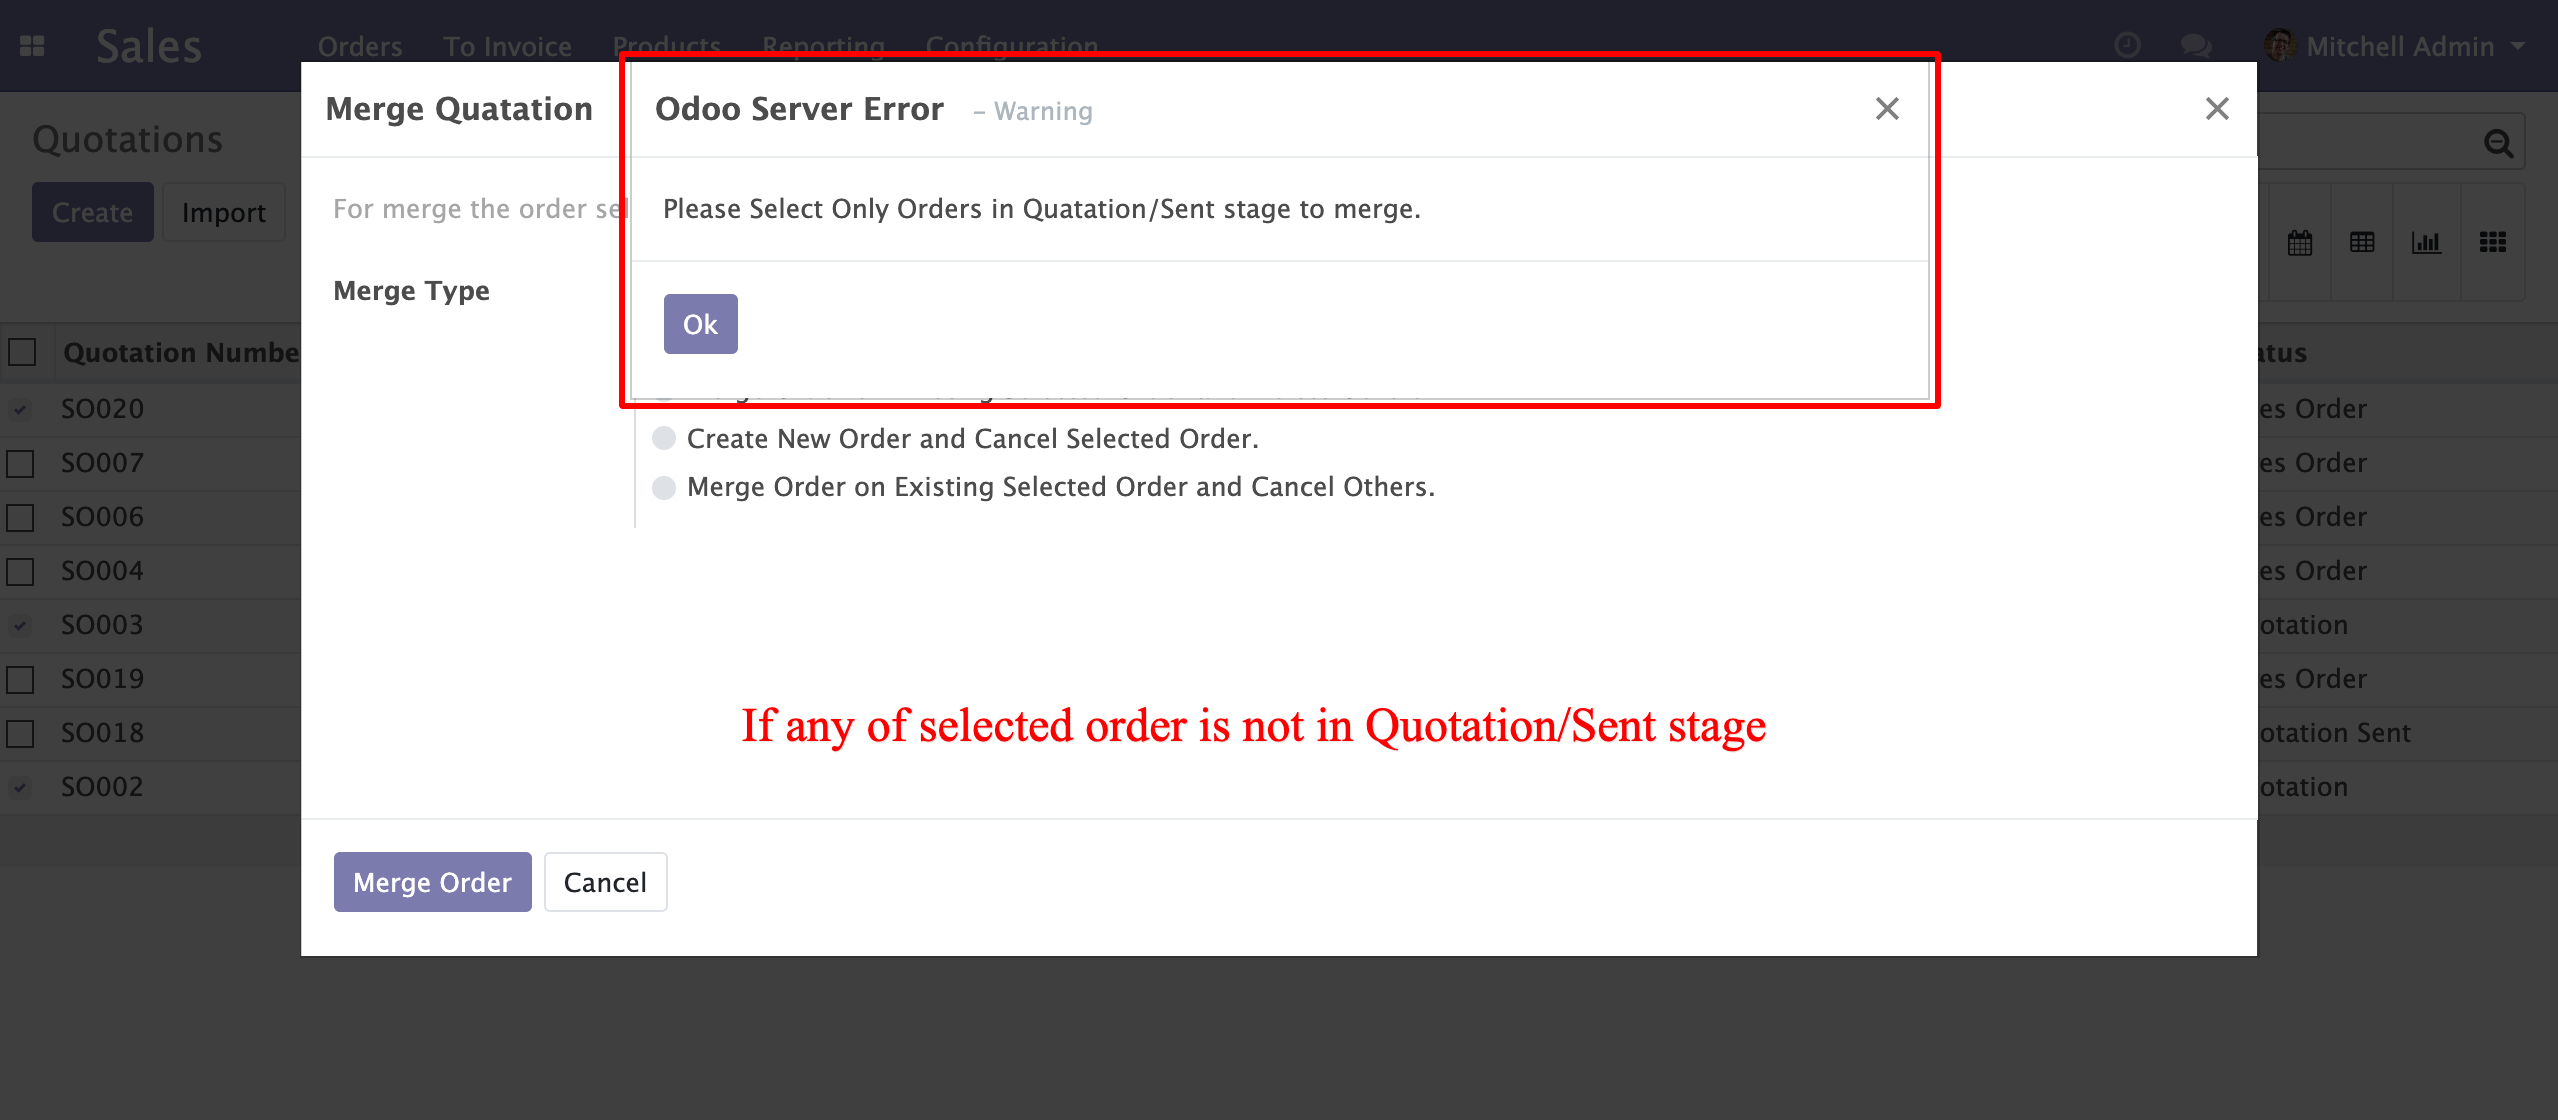 Sales
Orders To Invoice Products Reporting Configuration
Mitchell Admin
Quotations
Create Import
Merge Quatation
Odoo Server Error – Warning
For merge the order sel
Please Select Only Orders in Quatation/Sent stage to merge.
Merge Type
Ok
Create New Order and Cancel Selected Order.
Merge Order on Existing Selected Order and Cancel Others.
Quotation Numbe atus
SO020 es Order
SO007 es Order
SO006 es Order
SO004 es Order
SO003 otation
SO019 es Order
SO018 otation Sent
SO002 otation
If any of selected order is not in Quotation/Sent stage
Merge Order Cancel